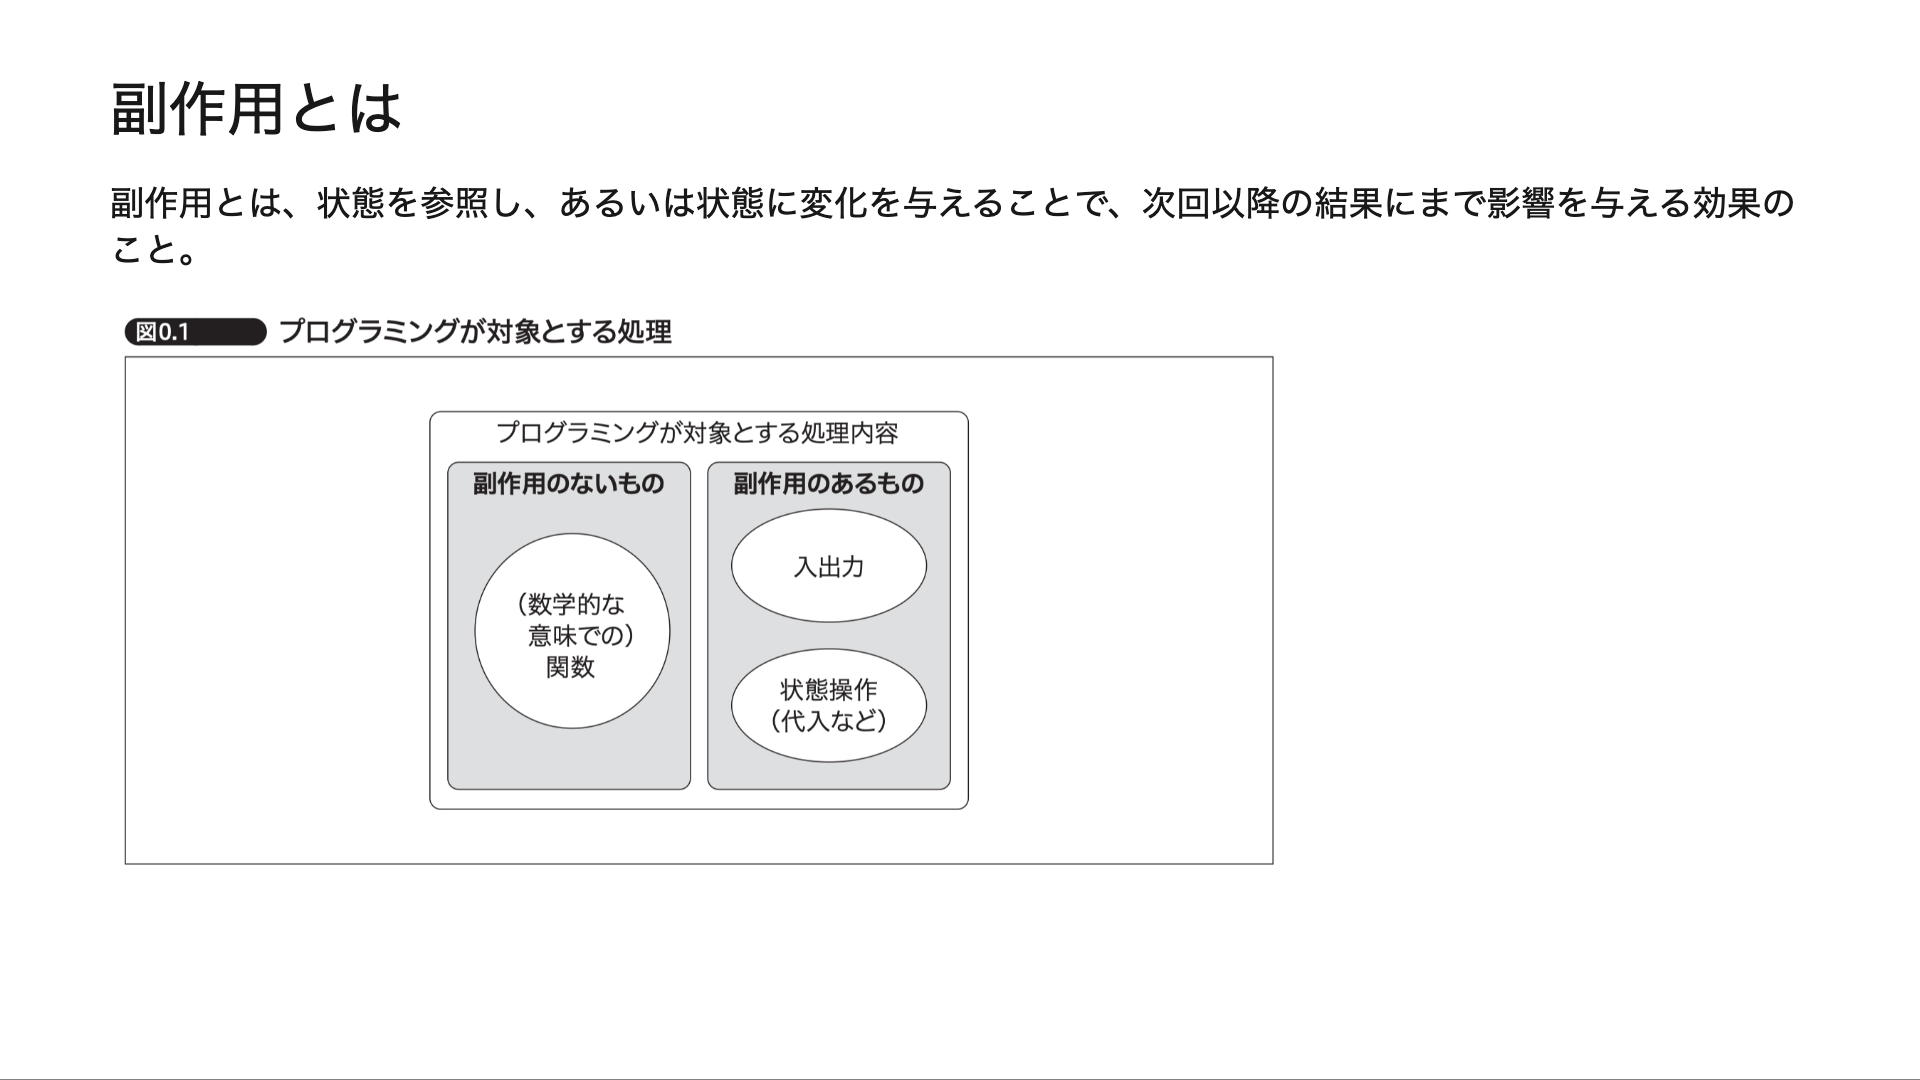 副作用とは
副作用とは、状態を参照し、あるいは状態に変化を与えることで、次回以降の結果にまで影響を与える効果の
こと。
図0.1 プログラミングが対象とする処理
プログラミングが対象とする処理内容
副作用のないもの
(数学的な
意味での)
関数
副作用のあるもの
入出力
状態操作
(代入など)